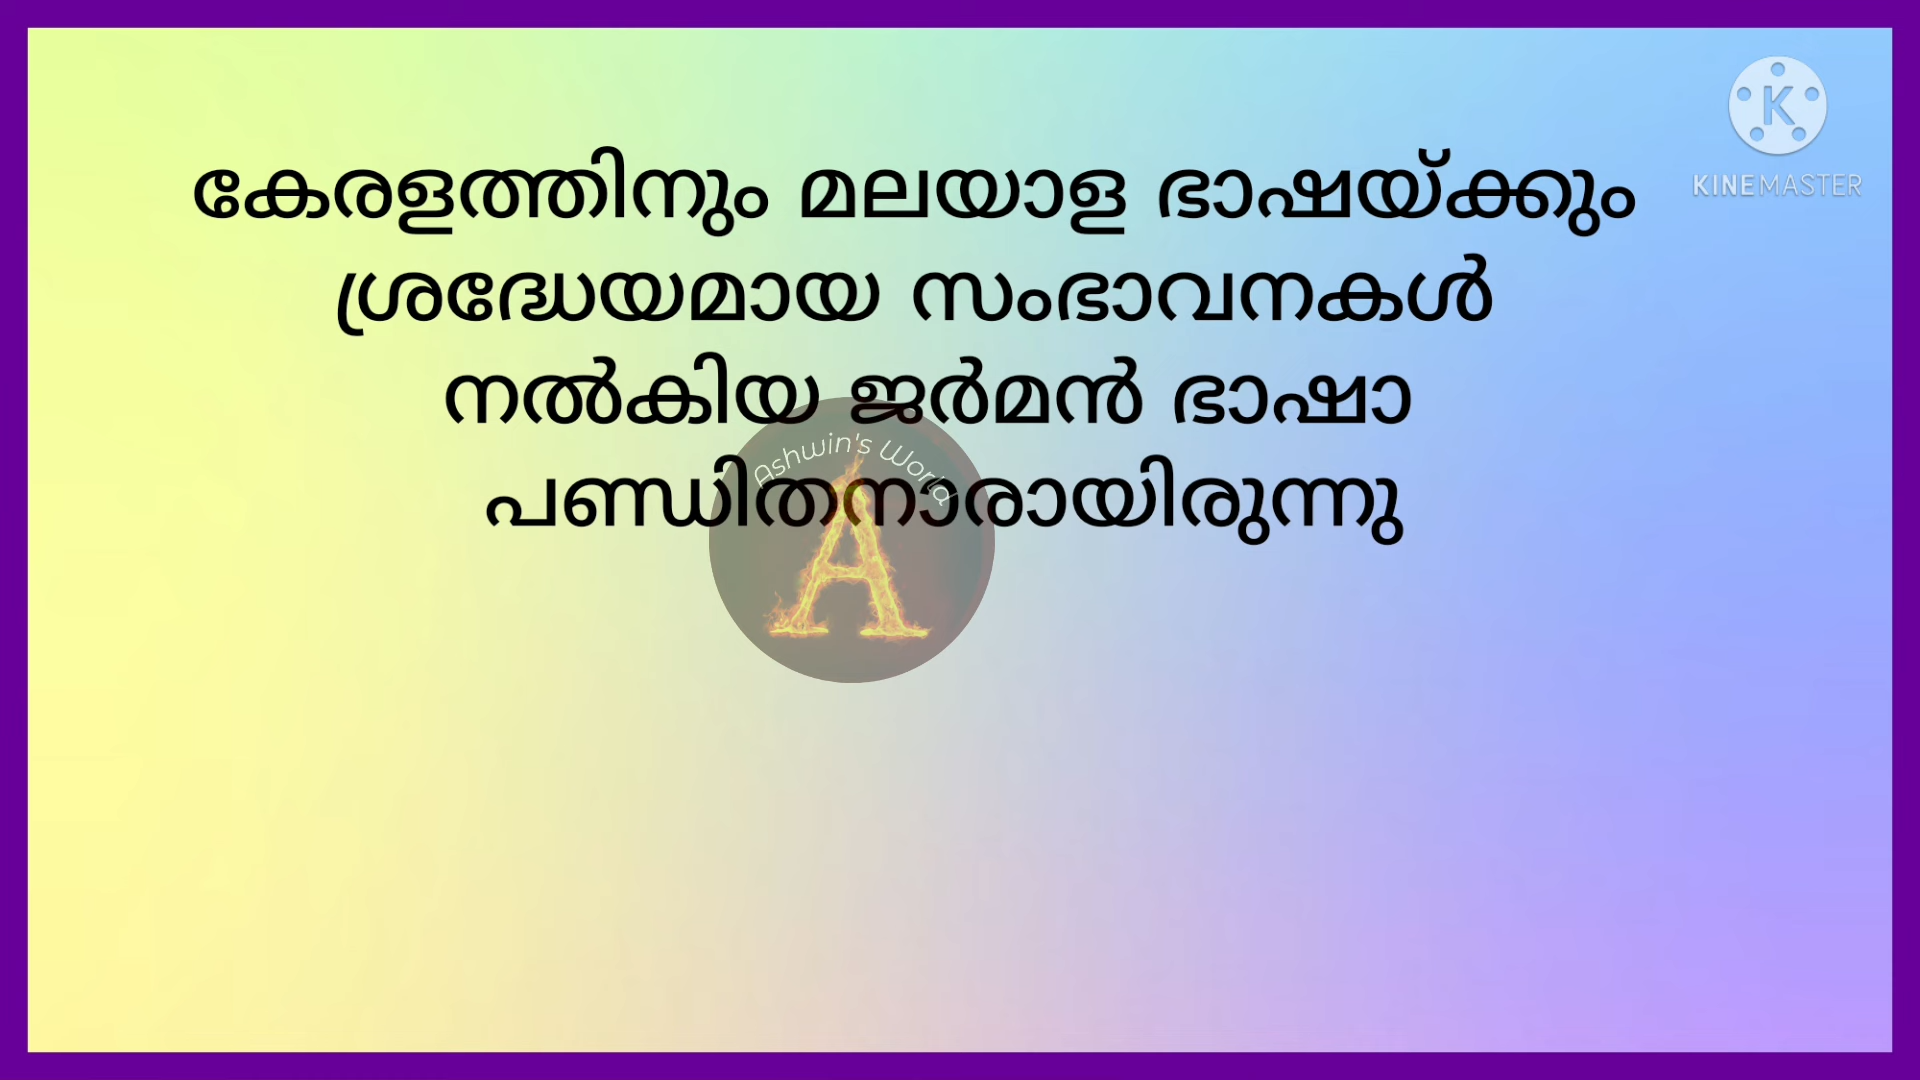 KINEMASTER
കേരളത്തിനും മലയാള ഭാഷയ്ക്കും
ശ്രദ്ധേയമായ സംഭാവനകൾ
നൽകിയ ജർമൻ ഭാഷാ
പണ്ഡിതനാരായിരുന്നു
Ashwin's World
A